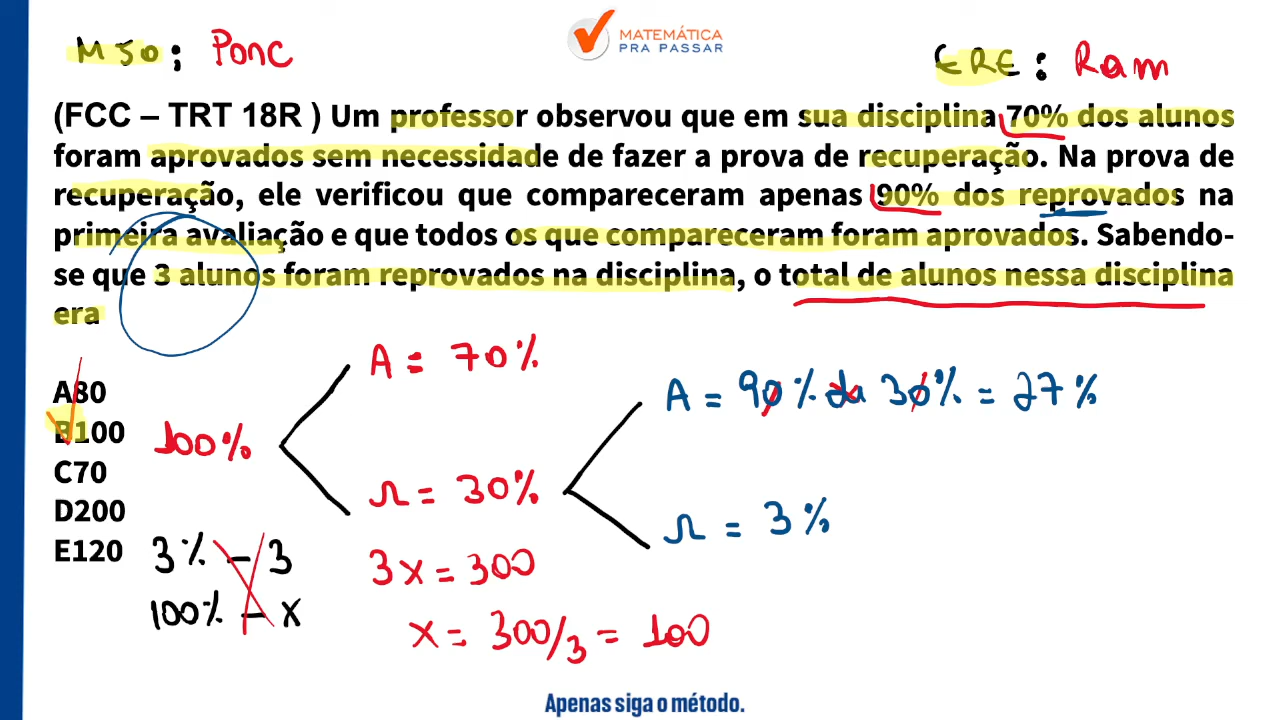 M50: Ponc
MATEMÁTICA
PRA PASSAR
ERE: Ram
(FCC – TRT 18R ) Um professor observou que em sua disciplina 70% dos alunos
foram aprovados sem necessidade de fazer a prova de recuperação. Na prova de
recuperação, ele verificou que compareceram apenas 90% dos reprovados na
primeira avaliação e que todos os que compareceram foram aprovados. Sabendo-
se que 3 alunos foram reprovados na disciplina, o total de alunos nessa disciplina
era
A80
B100
C70
D200
E120
100%
A = 70%
r = 30%
A = 90% da 30% = 27%
r = 3%
3% – 3
100% – x
3x = 300
x = 300/3 = 100
Apenas siga o método.